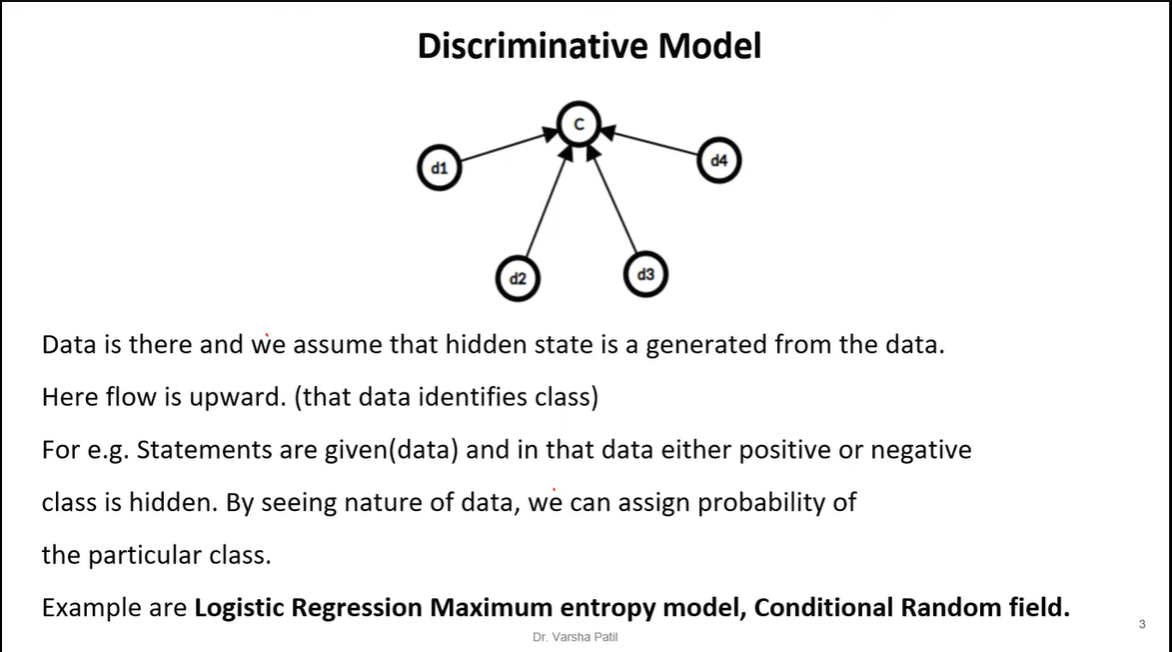 Discriminative Model
C
d1
d4
d2
d3
Data is there and we assume that hidden state is a generated from the data.
Here flow is upward. (that data identifies class)
For e.g. Statements are given(data) and in that data either positive or negative
class is hidden. By seeing nature of data, we can assign probability of
the particular class.
Example are Logistic Regression Maximum entropy model, Conditional Random field.
Dr. Varsha Patil
3